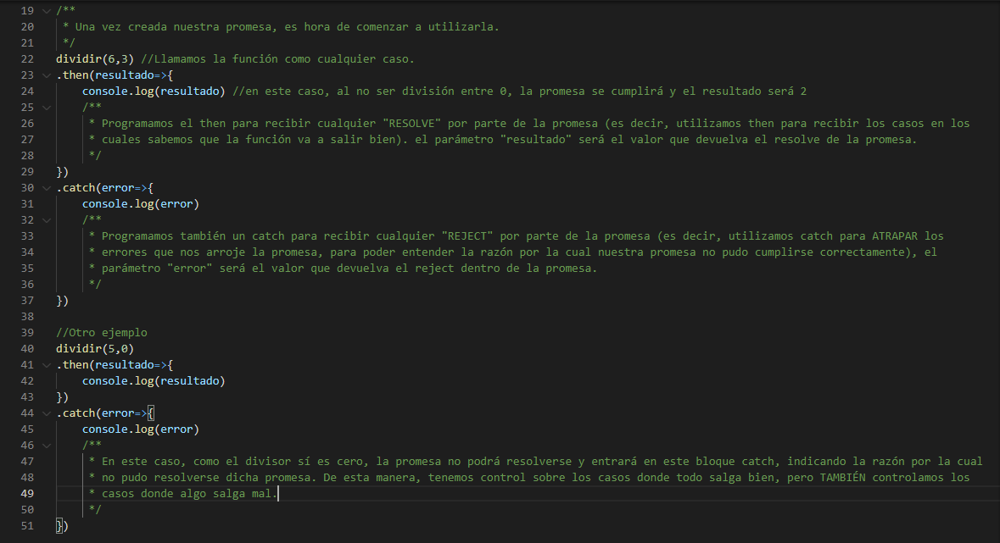 19 /**
20  * Una vez creada nuestra promesa, es hora de comenzar a utilizarla.
21  */
22 dividir(6,3) //Llamamos la función como cualquier caso.
23 .then(resultado=>{
24     console.log(resultado) //en este caso, al no ser división entre 0, la promesa se cumplirá y el resultado será 2
25     /**
26      * Programamos el then para recibir cualquier "RESOLVE" por parte de la promesa (es decir, utilizamos then para recibir los casos en los
27      * cuales sabemos que la función va a salir bien). el parámetro "resultado" será el valor que devuelva el resolve de la promesa.
28      */
29 })
30 .catch(error=>{
31     console.log(error)
32     /**
33      * Programamos también un catch para recibir cualquier "REJECT" por parte de la promesa (es decir, utilizamos catch para ATRAPAR los
34      * errores que nos arroje la promesa, para poder entender la razón por la cual nuestra promesa no pudo cumplirse correctamente), el
35      * parámetro "error" será el valor que devuelva el reject dentro de la promesa.
36      */
37 })
38
39 //Otro ejemplo
40 dividir(5,0)
41 .then(resultado=>{
42     console.log(resultado)
43 })
44 .catch(error=>{
45     console.log(error)
46     /**
47      * En este caso, como el divisor sí es cero, la promesa no podrá resolverse y entrará en este bloque catch, indicando la razón por la cual
48      * no pudo resolverse dicha promesa. De esta manera, tenemos control sobre los casos donde todo salga bien, pero TAMBIÉN controlamos los
49      * casos donde algo salga mal.
50      */
51 })